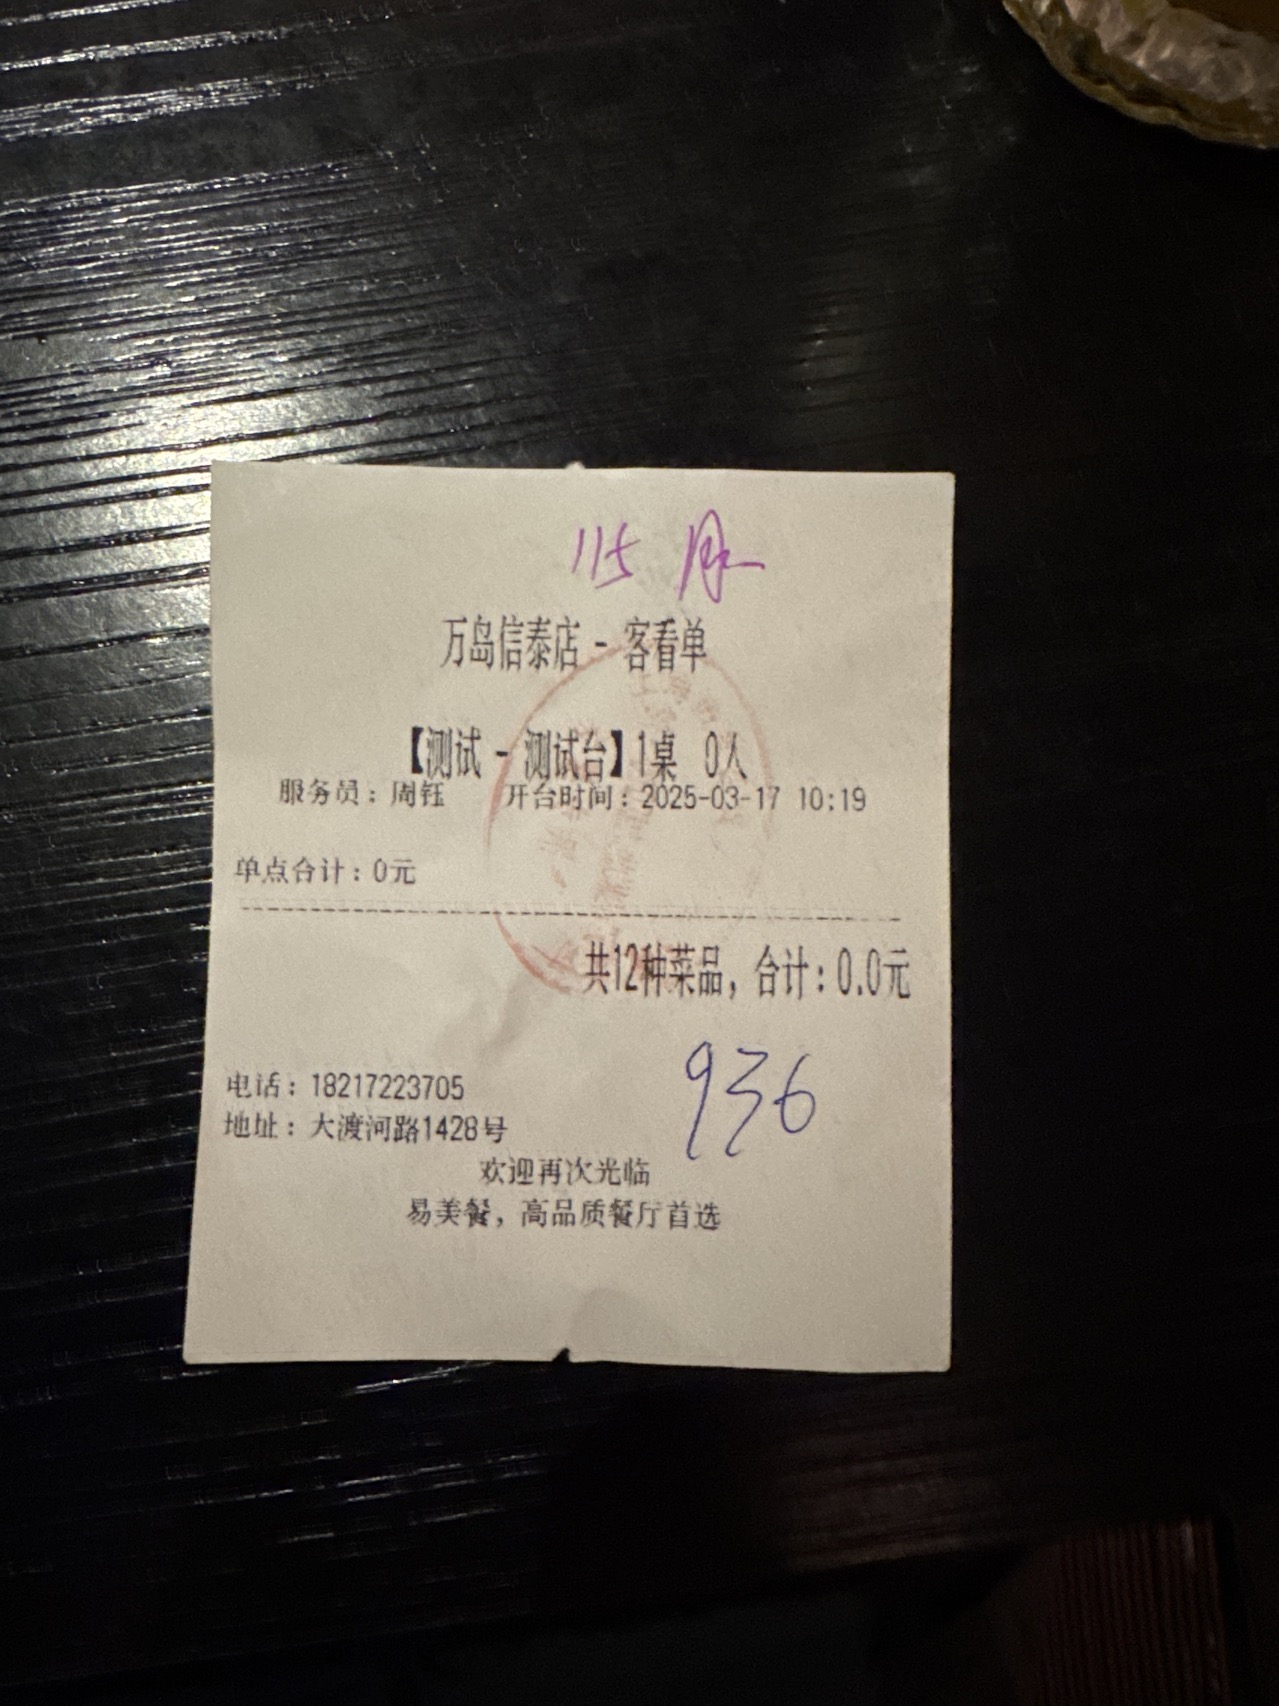 115 周
万岛信泰店 - 客看单
【测试 - 测试台】1桌 0人
服务员：周钰 开台时间：2025-03-17 10:19
单点合计：0元
共12种菜品，合计：0.0元
936
电话：18217223705
地址：大渡河路1428号
欢迎再次光临
易美餐，高品质餐厅首选